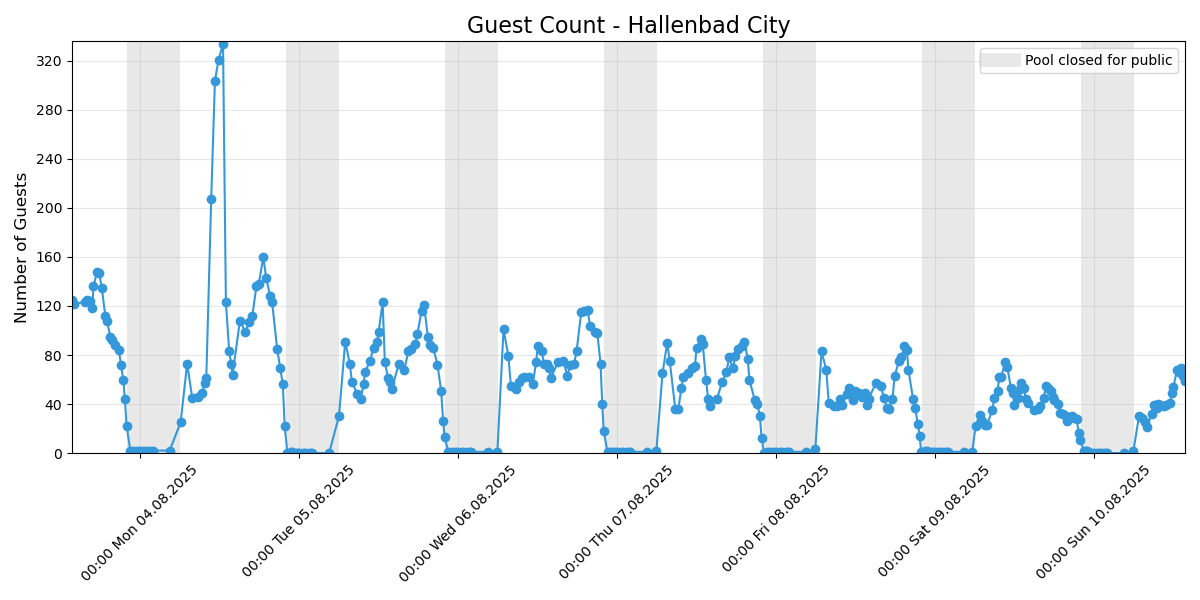 Guest Count - Hallenbad City
Pool closed for public
Number of Guests
320
280
240
200
160
120
80
40
0
00:00 Mon 04.08.2025
00:00 Tue 05.08.2025
00:00 Wed 06.08.2025
00:00 Thu 07.08.2025
00:00 Fri 08.08.2025
00:00 Sat 09.08.2025
00:00 Sun 10.08.2025